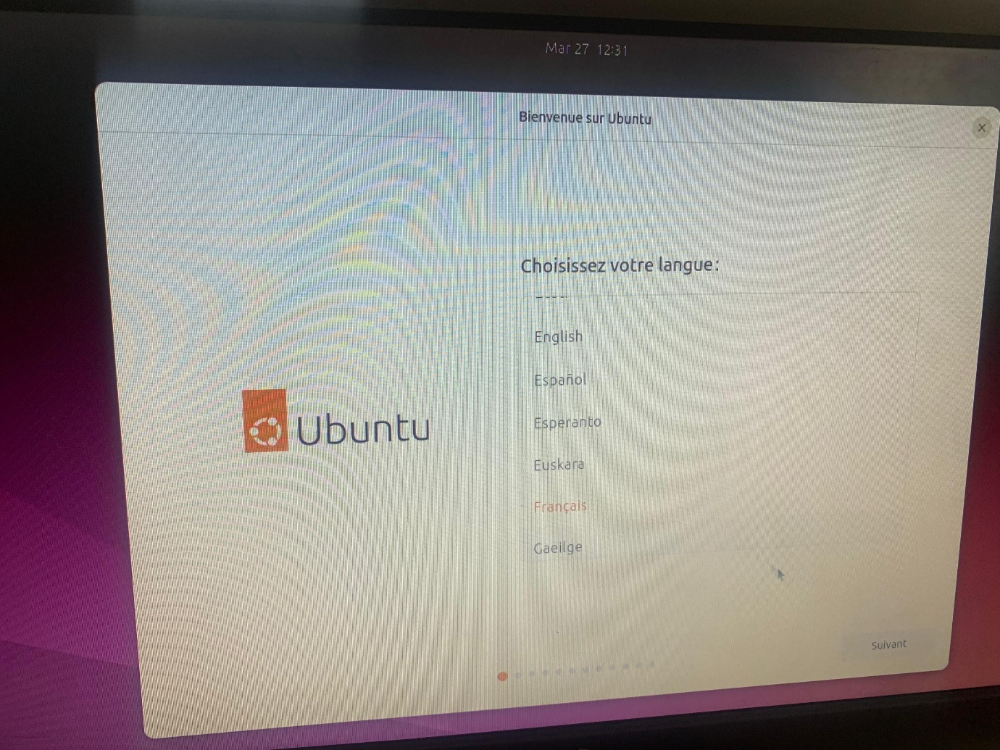 Mar 27 12:31
Bienvenue sur Ubuntu
Choisissez votre langue :
English
Español
Esperanto
Euskara
Français
Gaeilge
Ubuntu
Suivant